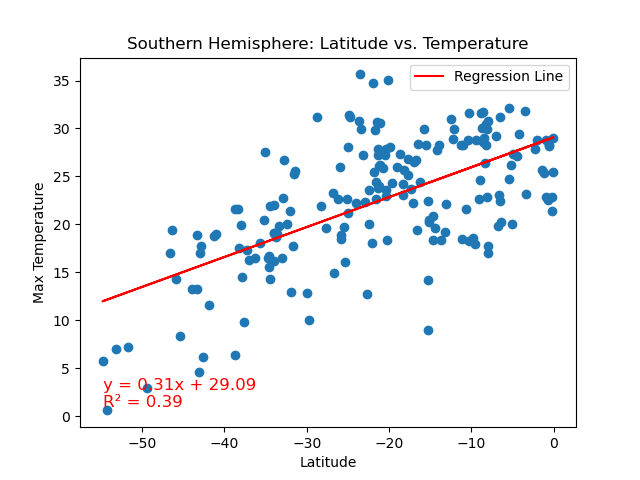 Southern Hemisphere: Latitude vs. Temperature
Regression Line
Max Temperature
35
30
25
20
15
10
5
0
y = 0.31x + 29.09
R² = 0.39
−50
−40
−30
−20
−10
0
Latitude